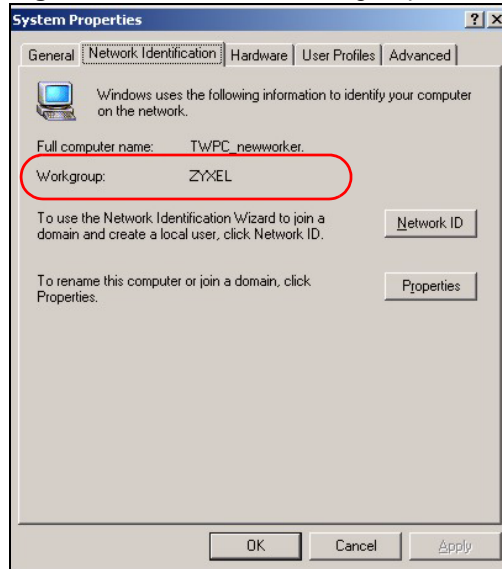 System Properties
General Network Identification Hardware User Profiles Advanced
Windows uses the following information to identify your computer
on the network.
Full computer name: TWPC_newworker.
Workgroup: ZYXEL
To use the Network Identification Wizard to join a
domain and create a local user, click Network ID.
Network ID
To rename this computer or join a domain, click
Properties.
Properties
OK Cancel Apply